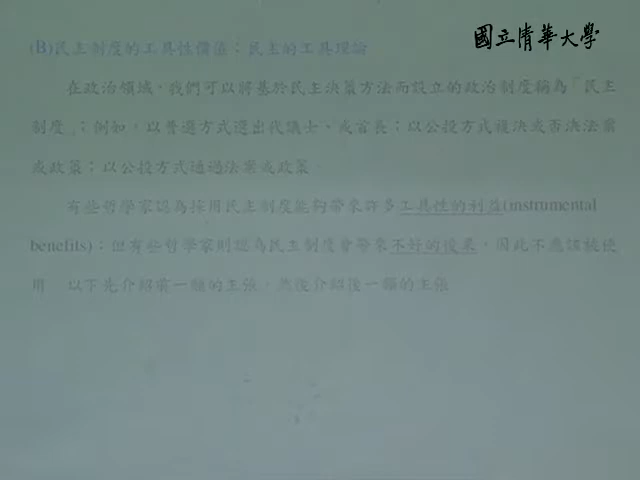 國立清華大學
(B)民主制度的工具性價值：民主的工具理論
在政治領域，我們可以將基於民主決策方法而設立的政治制度稱為「民主
制度」；例如，以普選方式選出代議士、或首長；以公投方式複決或否決法案
或政策；以公投方式通過法案或政策
有些哲學家認為採用民主制度能夠帶來許多工具性的利益(instrumental
benefits)；但有些哲學家則認為民主制度會帶來不好的後果，因此不應該被使
用 以下先介紹前一類的主張，然後介紹後一類的主張